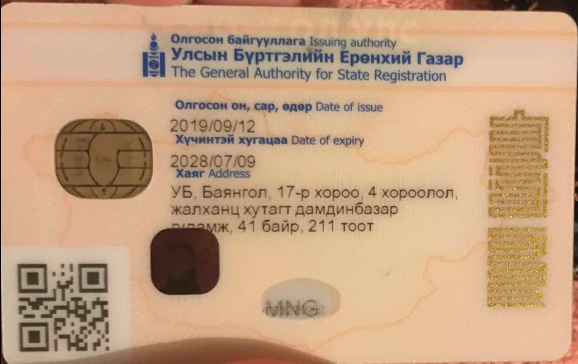 Олгосон байгууллага Issuing authority
Улсын Бүртгэлийн Ерөнхий Газар
The General Authority for State Registration
Олгосон он, сар, өдөр Date of issue
2019/09/12
Хүчинтэй хугацаа Date of expiry
2028/07/09
Хаяг Address
УБ, Баянгол, 17-р хороо, 4 хороолол,
жалханц хутагт дамдинбазар
гудамж, 41 байр, 211 тоот
MNG